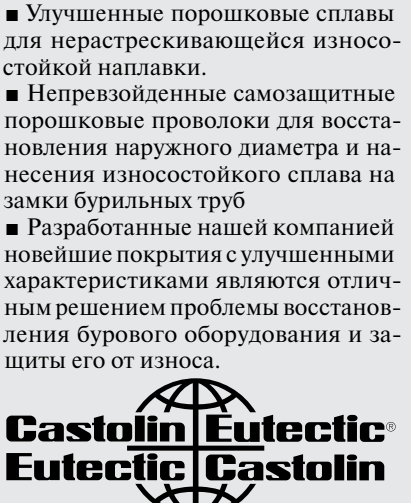 ■ Улучшенные порошковые сплавы
для нерастрескивающейся износо-
стойкой наплавки.
■ Непревзойденные самозащитные
порошковые проволоки для восста-
новления наружного диаметра и на-
несения износостойкого сплава на
замки бурильных труб
■ Разработанные нашей компанией
новейшие покрытия с улучшенными
характеристиками являются отлич-
ным решением проблемы восстанов-
ления бурового оборудования и за-
щиты его от износа.
Castolin Eutectic®
Eutectic Castolin